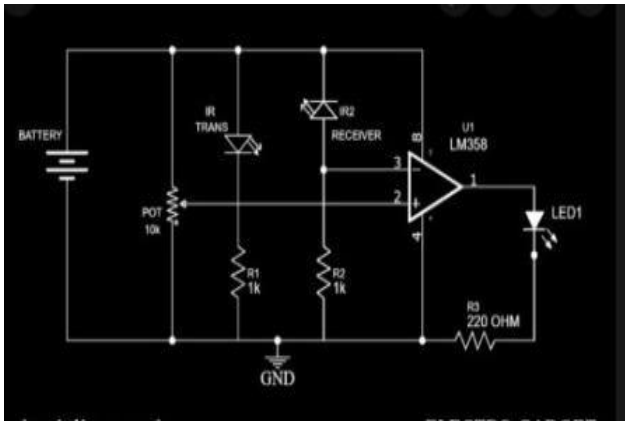 BATTERY
IR
TRANS
IR2
RECEIVER
U1
LM358
8
3
2
1
4
POT
10k
R1
1k
R2
1k
LED1
R3
220 OHM
GND